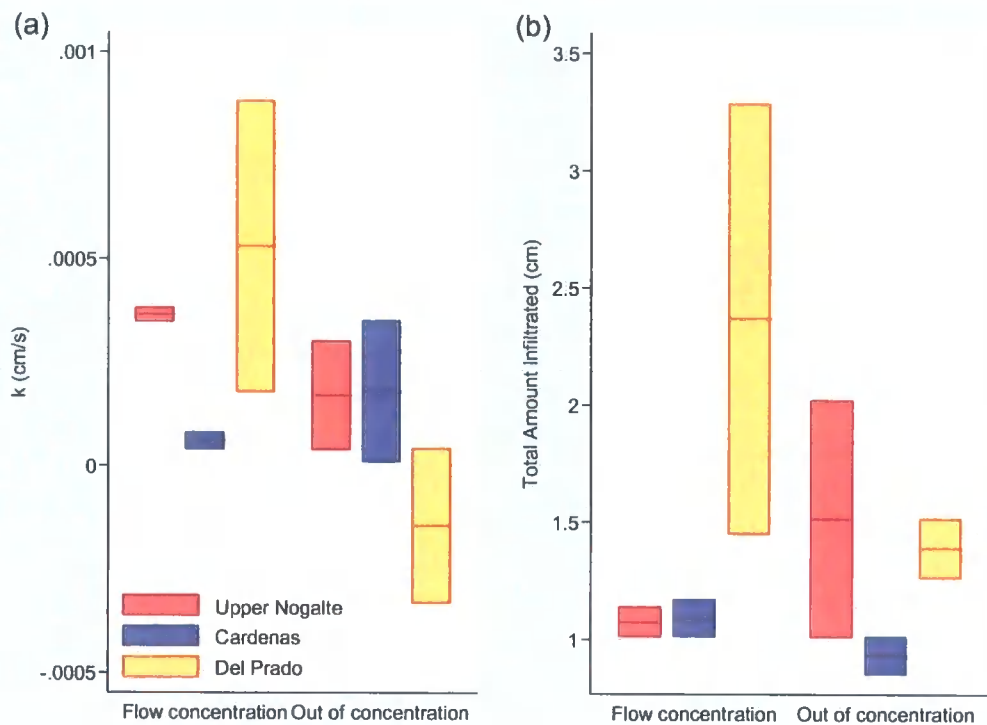 (a)
.001
.0005
0
-.0005
k (cm/s)
Upper Nogalte
Cardenas
Del Prado
Flow concentration Out of concentration
(b)
3.5
3
2.5
2
1.5
1
Total Amount Infiltrated (cm)
Flow concentration Out of concentration